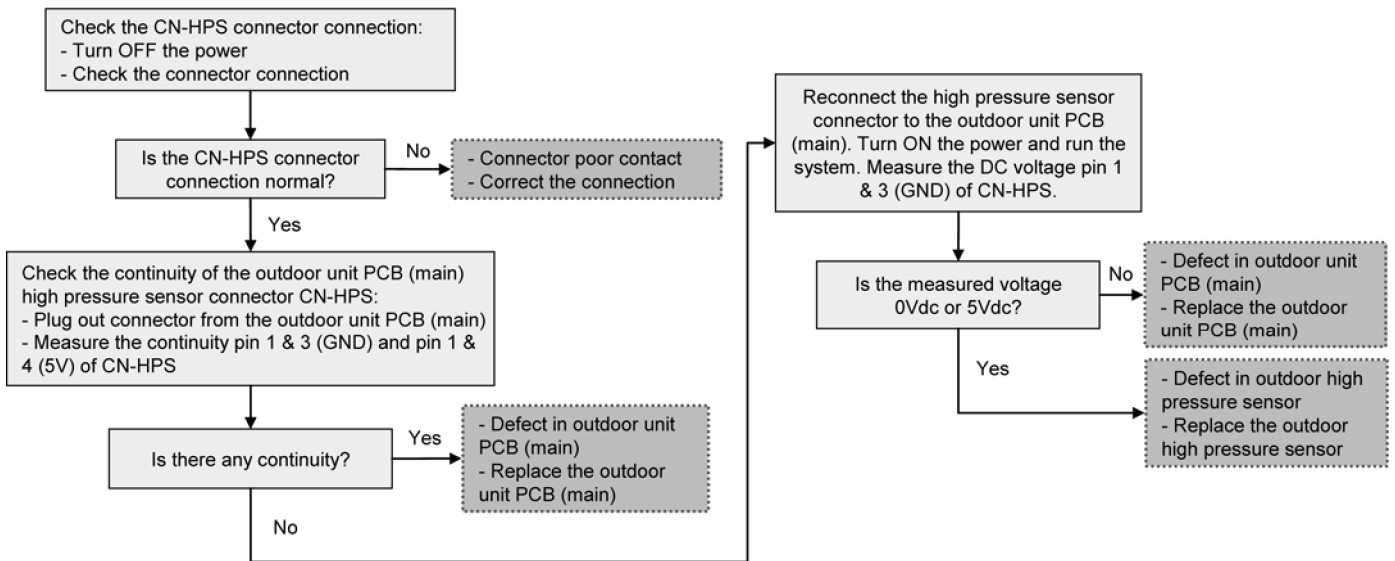 Check the CN-HPS connector connection:
- Turn OFF the power
- Check the connector connection
Is the CN-HPS connector
connection normal?
No
- Connector poor contact
- Correct the connection
Yes
Check the continuity of the outdoor unit PCB (main)
high pressure sensor connector CN-HPS:
- Plug out connector from the outdoor unit PCB (main)
- Measure the continuity pin 1 & 3 (GND) and pin 1 &
4 (5V) of CN-HPS
Is there any continuity?
Yes
- Defect in outdoor unit
PCB (main)
- Replace the outdoor
unit PCB (main)
No
Reconnect the high pressure sensor
connector to the outdoor unit PCB
(main). Turn ON the power and run the
system. Measure the DC voltage pin 1
& 3 (GND) of CN-HPS.
Is the measured voltage
0Vdc or 5Vdc?
No
- Defect in outdoor unit
PCB (main)
- Replace the outdoor
unit PCB (main)
Yes
- Defect in outdoor high
pressure sensor
- Replace the outdoor
high pressure sensor